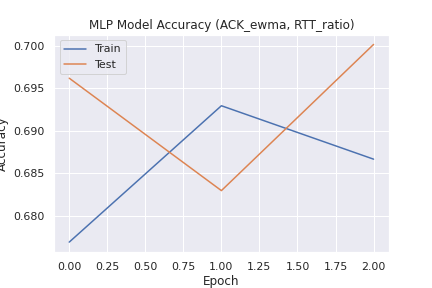 MLP Model Accuracy (ACK_ewma, RTT_ratio)
Train
Test
0.700
0.695
0.690
0.685
0.680
Accuracy
0.00 0.25 0.50 0.75 1.00 1.25 1.50 1.75 2.00
Epoch